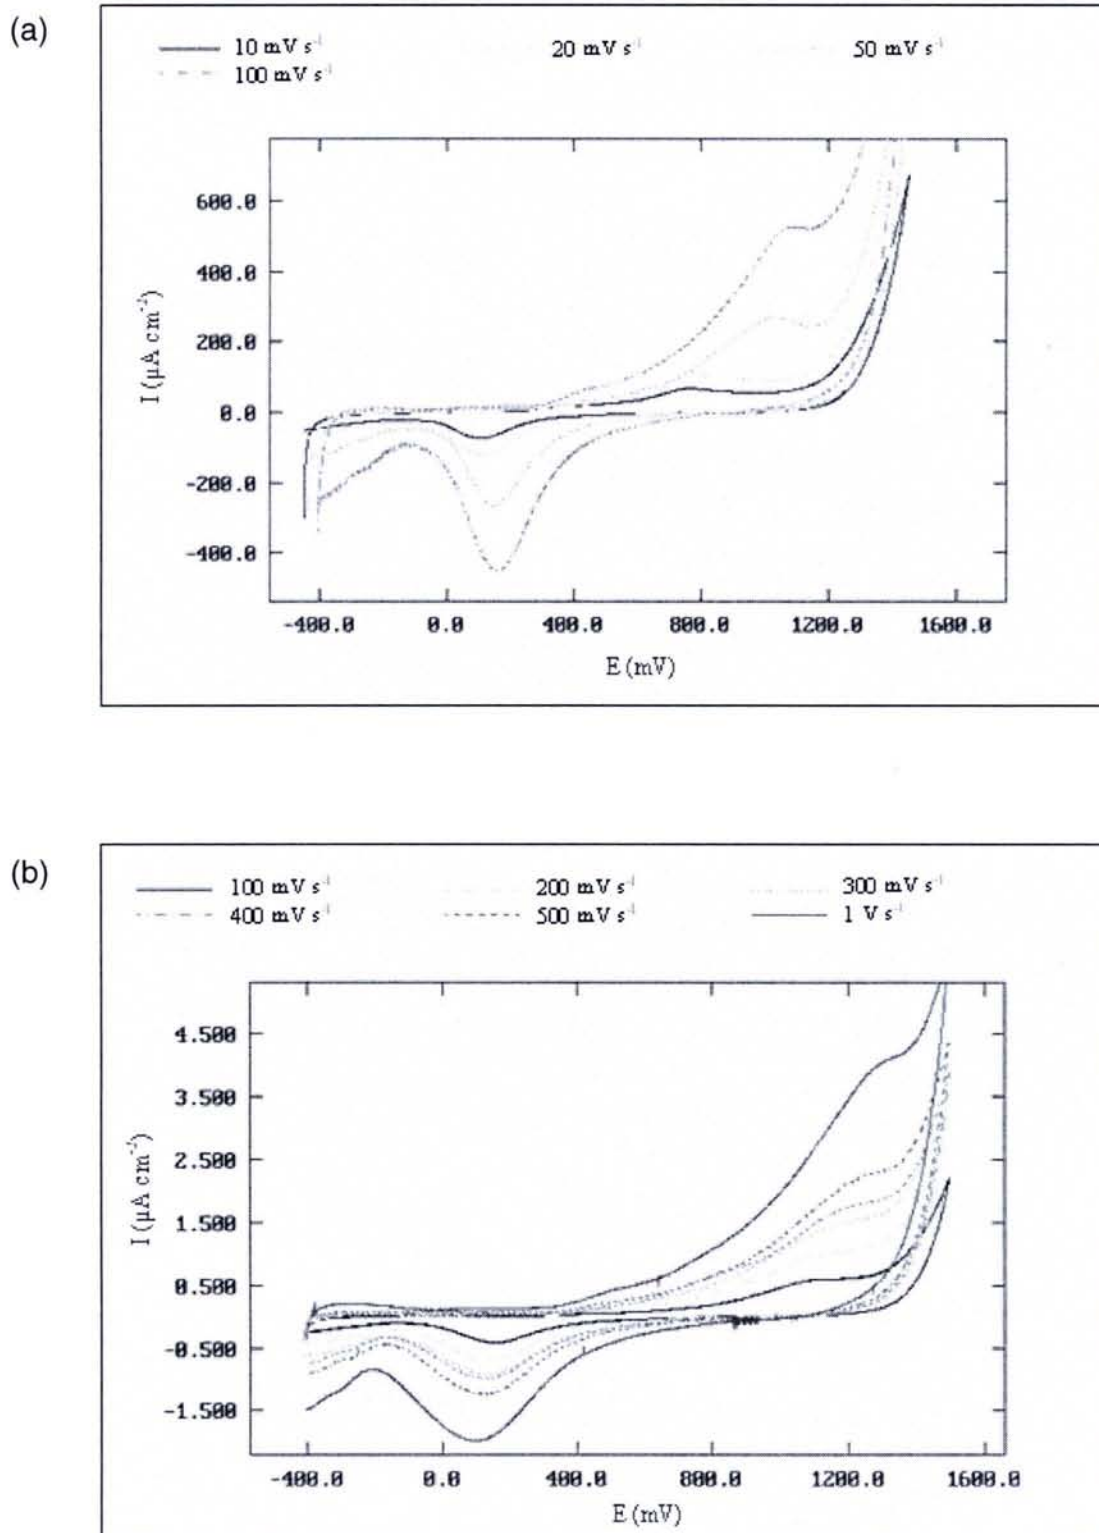 (a)
10 mV s⁻¹ 20 mV s⁻¹ 50 mV s⁻¹
100 mV s⁻¹
600.0
400.0
200.0
0.0
-200.0
-400.0
I (µA cm⁻²)
-400.0 0.0 400.0 800.0 1200.0 1600.0
E (mV)
(b)
100 mV s⁻¹ 200 mV s⁻¹ 300 mV s⁻¹
400 mV s⁻¹ 500 mV s⁻¹ 1 V s⁻¹
4.500
3.500
2.500
1.500
0.500
-0.500
-1.500
I (µA cm⁻²)
-400.0 0.0 400.0 800.0 1200.0 1600.0
E (mV)